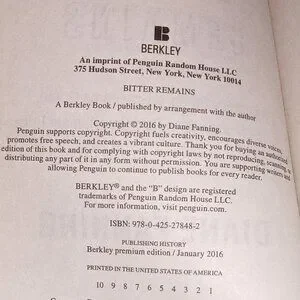 B
BERKLEY
An imprint of Penguin Random House LLC
375 Hudson Street, New York, New York 10014
BITTER REMAINS
A Berkley Book / published by arrangement with the author
Copyright © 2016 by Diane Fanning.
Penguin supports copyright. Copyright fuels creativity, encourages diverse voices,
promotes free speech, and creates a vibrant culture. Thank you for buying an authorized
edition of this book and for complying with copyright laws by not reproducing, scanning, or
distributing any part of it in any form without permission. You are supporting writers and
allowing Penguin to continue to publish books for every reader.
BERKLEY® and the “B” design are registered
trademarks of Penguin Random House LLC.
For more information, visit penguin.com.
ISBN: 978-0-425-27848-2
PUBLISHING HISTORY
Berkley premium edition / January 2016
PRINTED IN THE UNITED STATES OF AMERICA
10 9 8 7 6 5 4 3 2 1